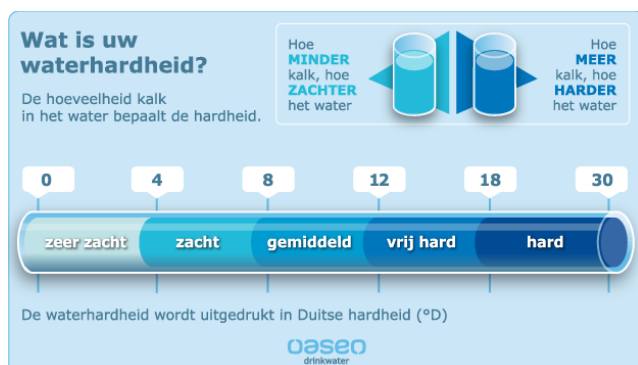 Wat is uw
waterhardheid?
De hoeveelheid kalk
in het water bepaalt de hardheid.
Hoe
MINDER
kalk, hoe
ZACHTER
het water
Hoe
MEER
kalk, hoe
HARDER
het water
0 4 8 12 18 30
zeer zacht zacht gemiddeld vrij hard hard
De waterhardheid wordt uitgedrukt in Duitse hardheid (°D)
oaseo
drinkwater